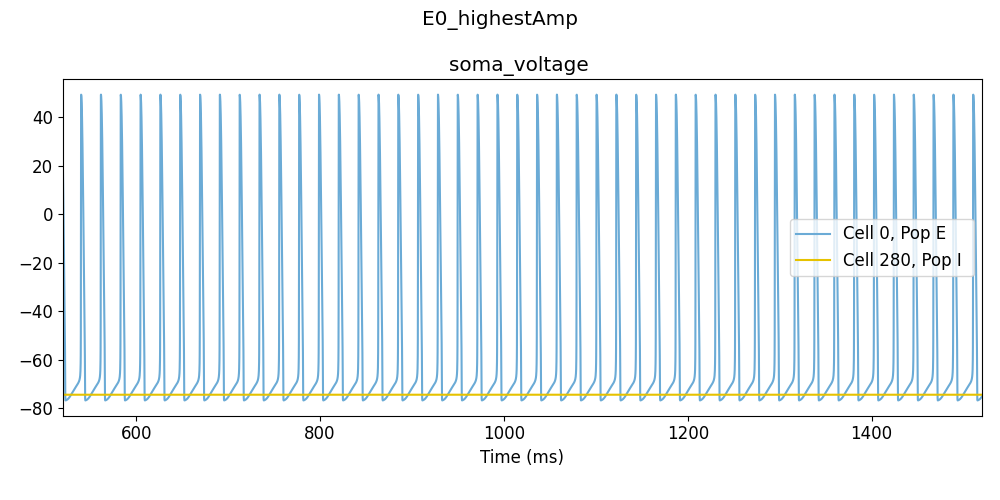 E0_highestAmp
soma_voltage
40
20
0
−20
−40
−60
−80
Cell 0, Pop E
Cell 280, Pop I
600 800 1000 1200 1400
Time (ms)